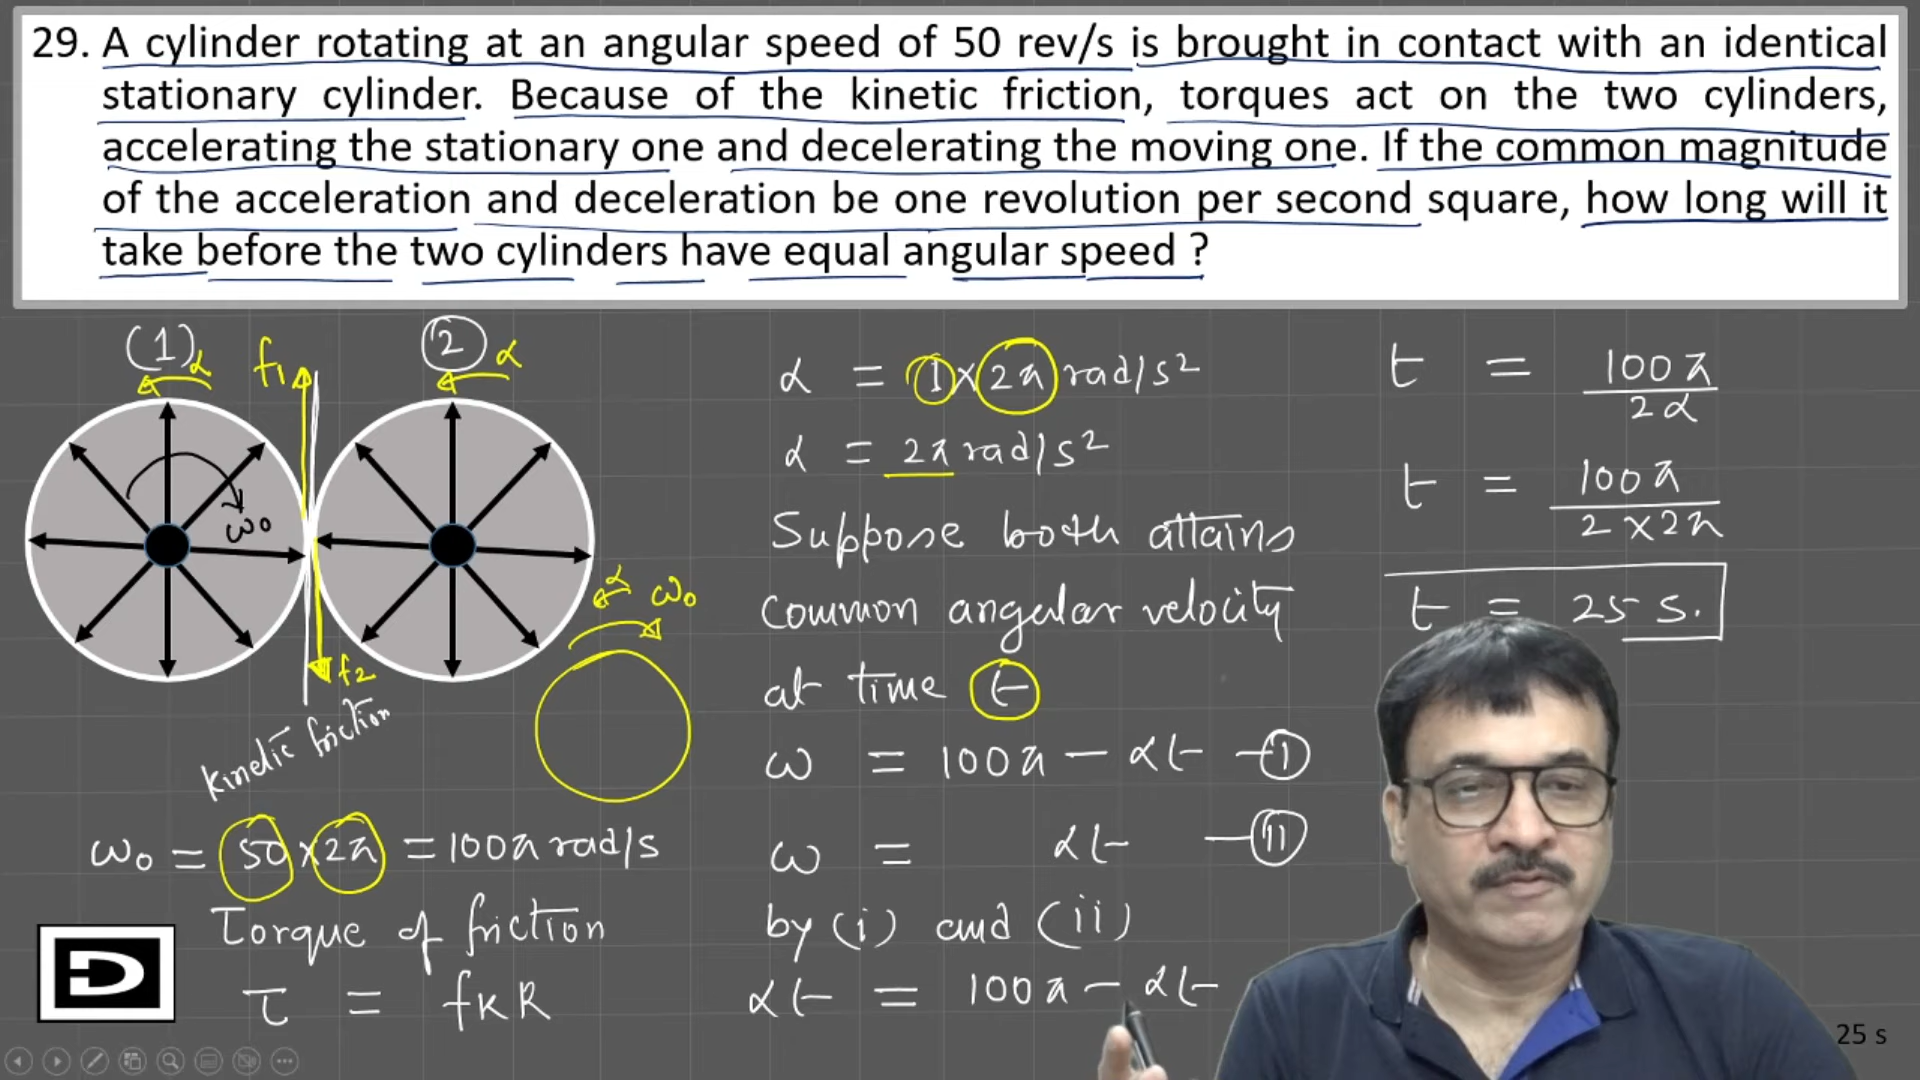 29. A cylinder rotating at an angular speed of 50 rev/s is brought in contact with an identical
stationary cylinder. Because of the kinetic friction, torques act on the two cylinders,
accelerating the stationary one and decelerating the moving one. If the common magnitude
of the acceleration and deceleration be one revolution per second square, how long will it
take before the two cylinders have equal angular speed ?
(1) α
f1
2 α
ω0
f2
α ω0
Kinetic friction
ω0 = 50 × 2π = 100π rad/s
Torque of friction
τ = fKR
α = 1 × 2π rad/s²
α = 2π rad/s²
Suppose both attains
common angular velocity
at time t
ω = 100π − αt — I
ω = αt — II
by (i) and (ii)
αt = 100π − αt
t = 100π / 2α
t = 100π / 2×2π
t = 25 s.
D
25 s